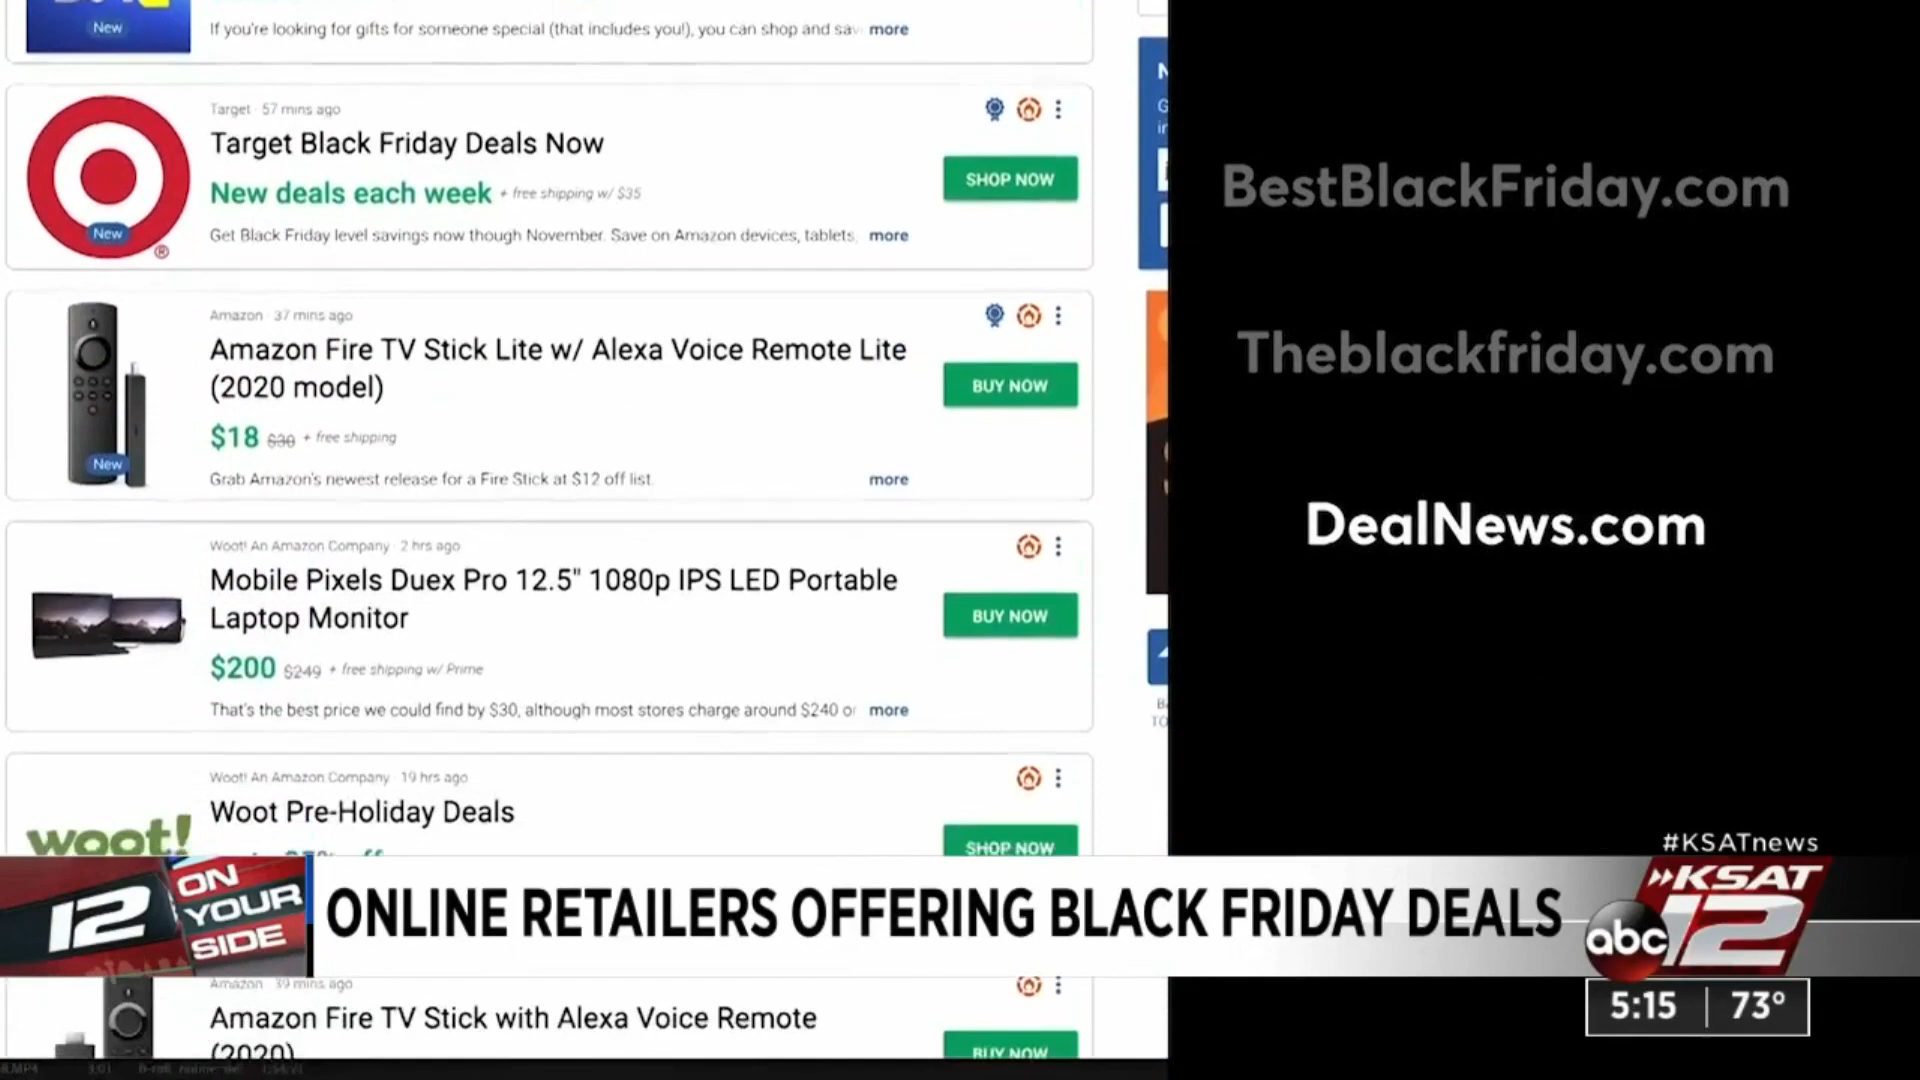 New
If you're looking for gifts for someone special (that includes you!), you can shop and sav more
Target · 57 mins ago
Target Black Friday Deals Now
New deals each week + free shipping w/ $35
SHOP NOW
New
®
Get Black Friday level savings now though November. Save on Amazon devices, tablets, more
Amazon · 37 mins ago
Amazon Fire TV Stick Lite w/ Alexa Voice Remote Lite
(2020 model)
BUY NOW
$18 $30 + free shipping
New
Grab Amazon's newest release for a Fire Stick at $12 off list. more
Woot! An Amazon Company · 2 hrs ago
Mobile Pixels Duex Pro 12.5" 1080p IPS LED Portable
Laptop Monitor
BUY NOW
$200 $249 + free shipping w/ Prime
That's the best price we could find by $30, although most stores charge around $240 or more
Woot! An Amazon Company · 19 hrs ago
Woot Pre-Holiday Deals
woot!
SHOP NOW
Amazon · 39 mins ago
Amazon Fire TV Stick with Alexa Voice Remote
(2020)
BUY NOW
BestBlackFriday.com
Theblackfriday.com
DealNews.com
#KSATnews
12 ON YOUR SIDE
ONLINE RETAILERS OFFERING BLACK FRIDAY DEALS
KSAT
abc 12
5:15 73°